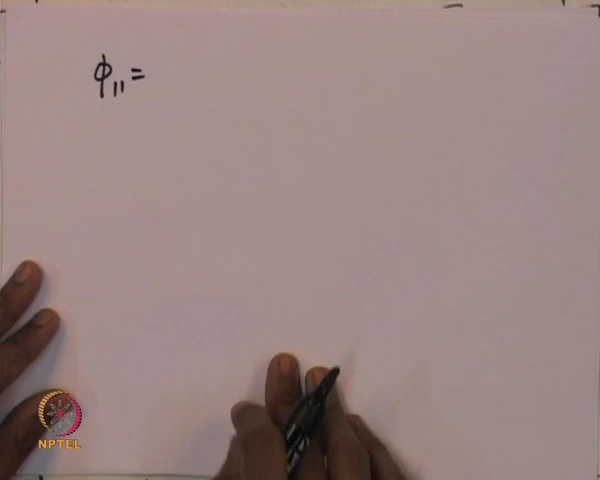 ϕ₁₁ =
NPTEL